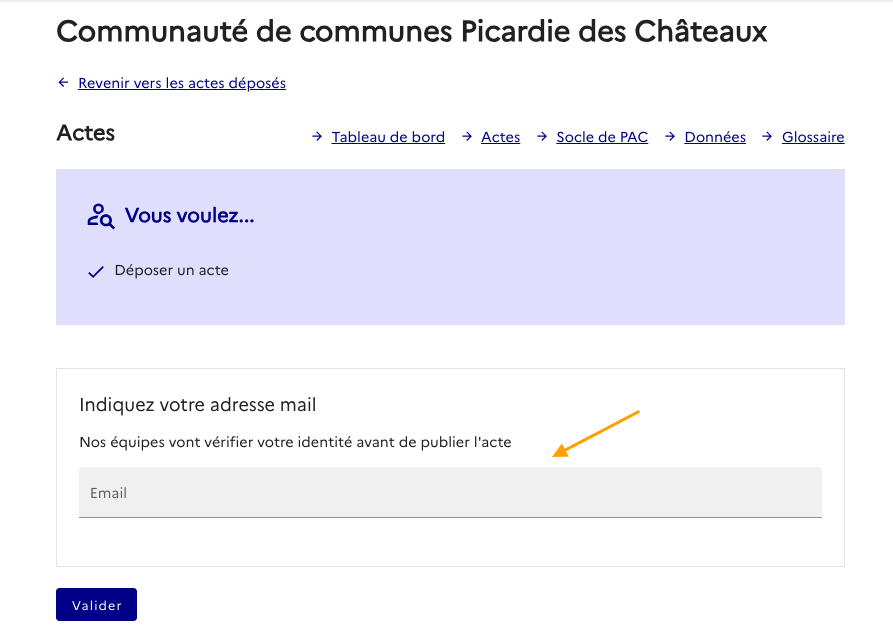 Communauté de communes Picardie des Châteaux
← Revenir vers les actes déposés
Actes
→ Tableau de bord → Actes → Socle de PAC → Données → Glossaire
Vous voulez...
Déposer un acte
Indiquez votre adresse mail
Nos équipes vont vérifier votre identité avant de publier l'acte
Email
Valider